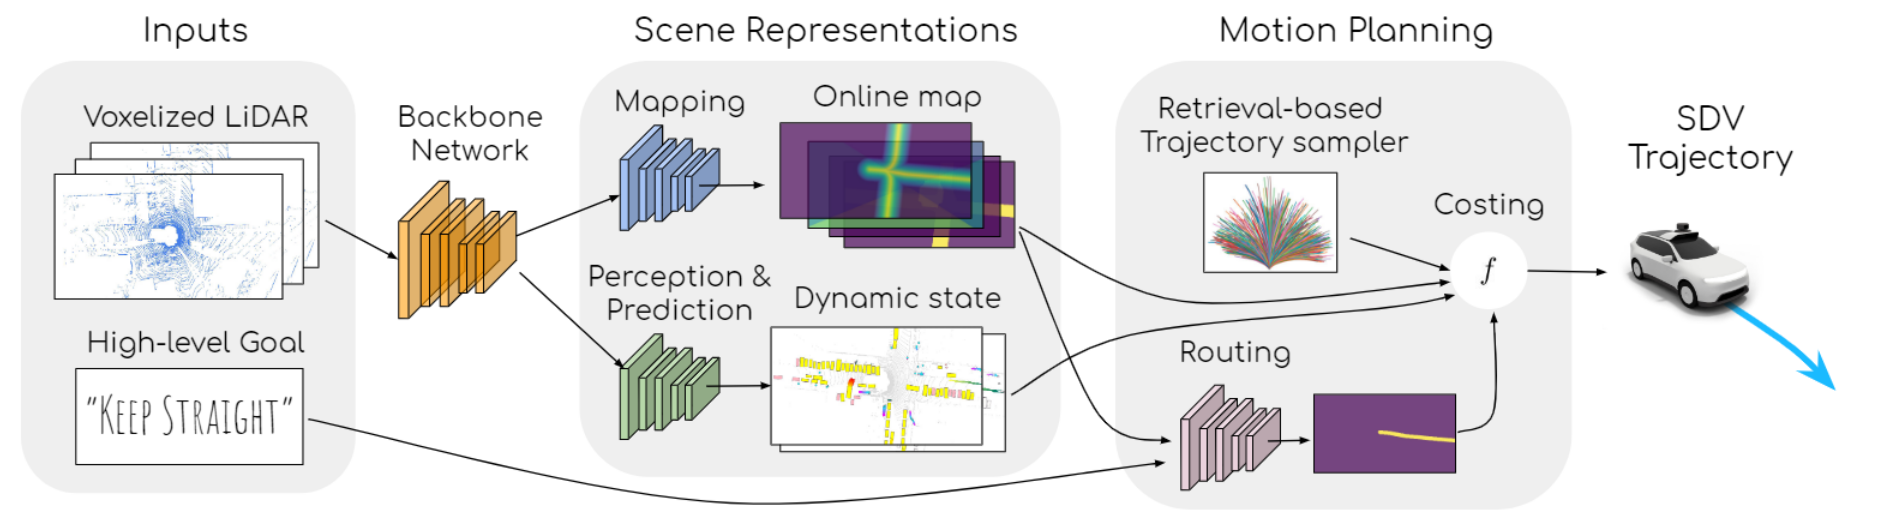 Inputs
Scene Representations
Motion Planning
Voxelized LiDAR
Backbone
Network
Mapping
Online map
Retrieval-based
Trajectory sampler
SDV
Trajectory
Costing
f
Perception &
Prediction
Dynamic state
High-level Goal
"KEEP STRAIGHT"
Routing